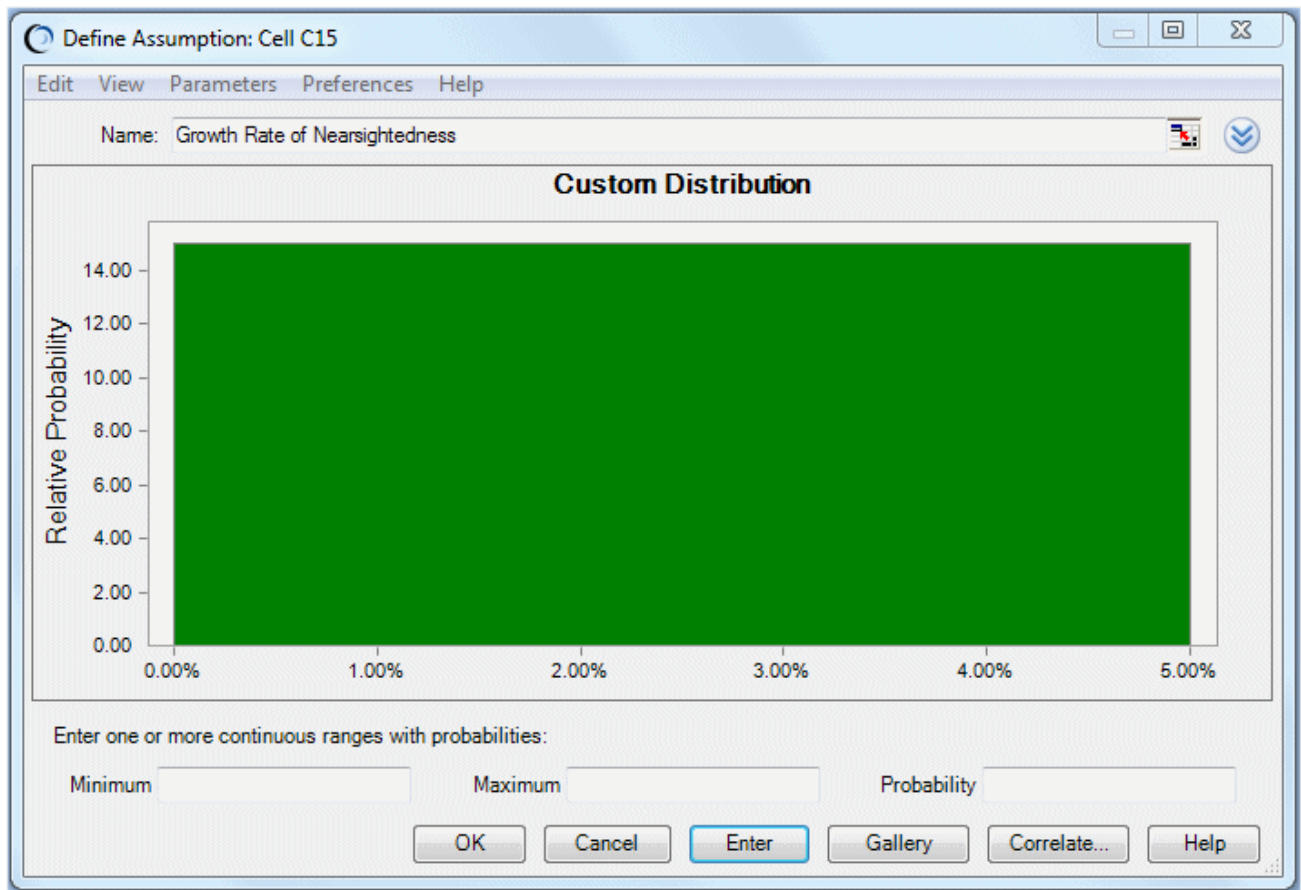 Define Assumption: Cell C15
Edit View Parameters Preferences Help
Name: Growth Rate of Nearsightedness
Custom Distribution
Relative Probability
14.00
12.00
10.00
8.00
6.00
4.00
2.00
0.00
0.00% 1.00% 2.00% 3.00% 4.00% 5.00%
Enter one or more continuous ranges with probabilities:
Minimum Maximum Probability
OK Cancel Enter Gallery Correlate... Help